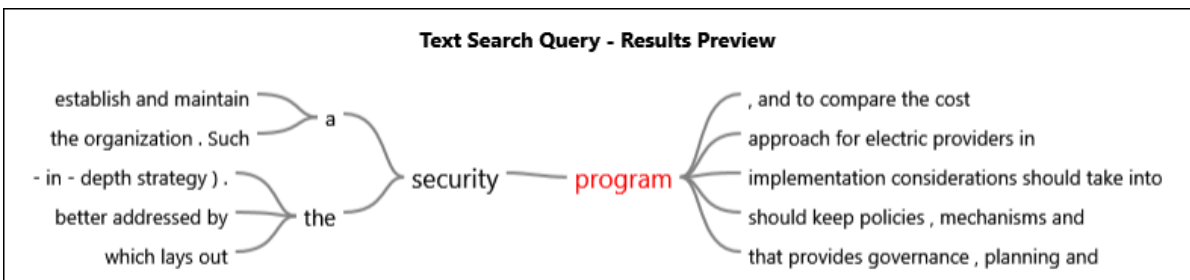 Text Search Query - Results Preview
establish and maintain
the organization . Such
a
- in - depth strategy ) .
better addressed by
which lays out
the
security
program
, and to compare the cost
approach for electric providers in
implementation considerations should take into
should keep policies , mechanisms and
that provides governance , planning and